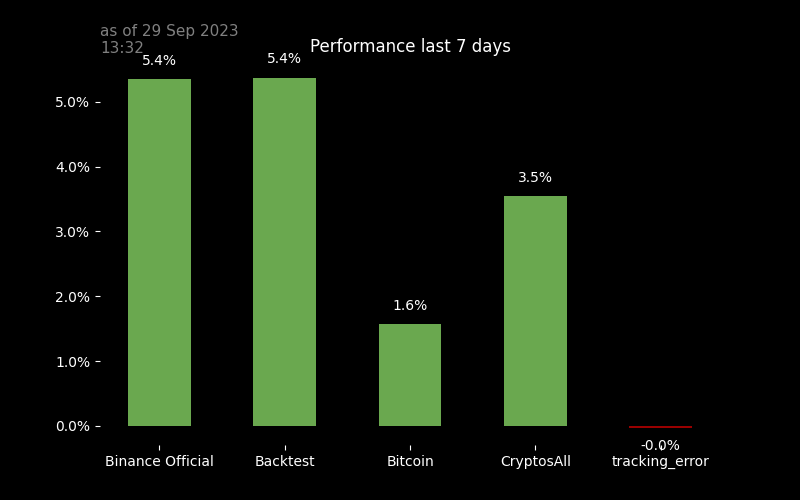 as of 29 Sep 2023
13:32
Performance last 7 days
5.4%
5.4%
1.6%
3.5%
-0.0%
5.0%
4.0%
3.0%
2.0%
1.0%
0.0%
Binance Official
Backtest
Bitcoin
CryptosAll
tracking_error